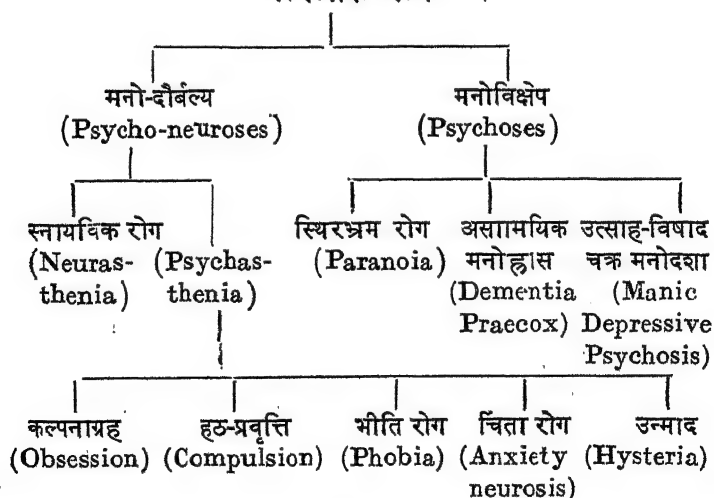 मनो-दौर्बल्य मनोविक्षेप
(Psycho-neuroses) (Psychoses)
स्नायविक रोग स्थिरभ्रम रोग असाामयिक उत्साह-विषाद
(Neuras- (Psychas- (Paranoia) मनोह्रास चक्र मनोदशा
thenia) thenia) (Dementia (Manic
Praecox) Depressive
Psychosis)
कल्पनाग्रह हठ-प्रवृत्ति भीति रोग चिंता रोग उन्माद
(Obsession) (Compulsion) (Phobia) (Anxiety (Hysteria)
neurosis)